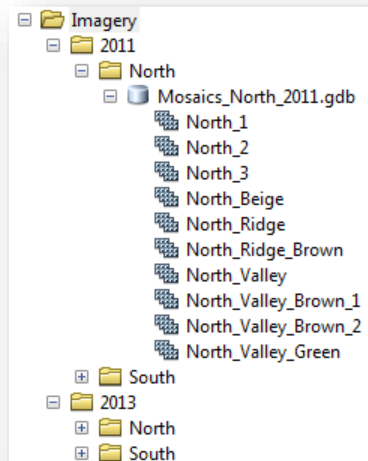 Imagery
2011
North
Mosaics_North_2011.gdb
North_1
North_2
North_3
North_Beige
North_Ridge
North_Ridge_Brown
North_Valley
North_Valley_Brown_1
North_Valley_Brown_2
North_Valley_Green
South
2013
North
South